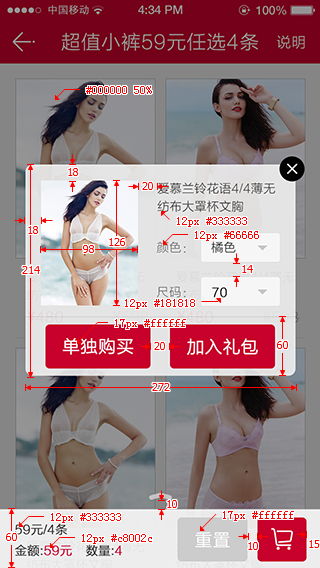 中国移动 4:34 PM 100%
超值小裤59元任选4条 说明
#000000 50%
18
20
爱慕兰铃花语4/4薄无
纺布大罩杯文胸
12px #333333
18
126
98
12px #66666
颜色: 橘色
214
14
尺码: 70
12px #181818
17px #ffffff
单独购买 20 加入礼包
60
272
10
12px #333333
17px #ffffff
59元/4条
12px #c8002c
重置
60
10
15
金额:59元 数量:4